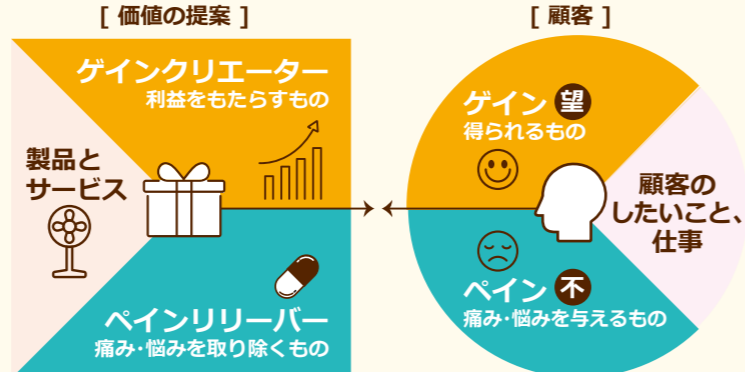 [ 価値の提案 ]
ゲインクリエーター
利益をもたらすもの
製品と
サービス
ペインリリーバー
痛み・悩みを取り除くもの
[ 顧客 ]
ゲイン 望
得られるもの
顧客の
したいこと、
仕事
ペイン 不
痛み・悩みを与えるもの